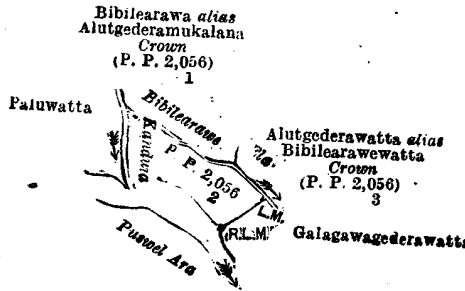 Bibilearawa alias
Alutgederamukalana
Crown
(P. P. 2,056)
1
Paluwatta
Bibilearawe
Ela
Kandura
P. P. 2,056
2
Alutgederawatta alias
Bibilearawewatta
Crown
(P. P. 2,056)
3
L.M.
(R.L.M.)
Galagawagederawatta
Puswel Ara